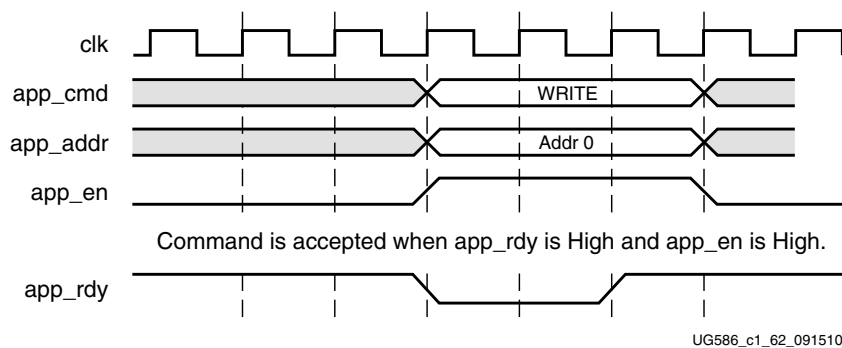 clk
app_cmd
WRITE
app_addr
Addr 0
app_en
Command is accepted when app_rdy is High and app_en is High.
app_rdy
UG586_c1_62_091510